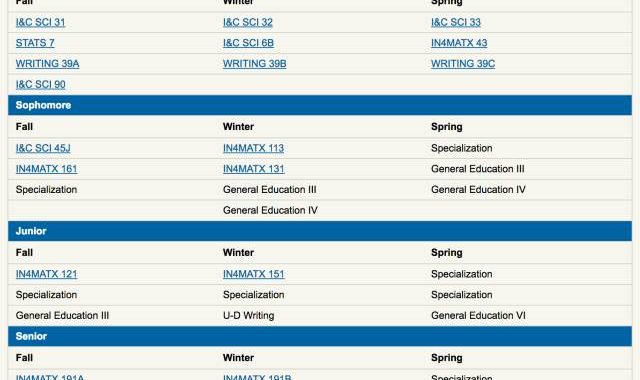 Fall Winter Spring
I&C SCI 31 I&C SCI 32 I&C SCI 33
STATS 7 I&C SCI 6B IN4MATX 43
WRITING 39A WRITING 39B WRITING 39C
I&C SCI 90
Sophomore
Fall Winter Spring
I&C SCI 45J IN4MATX 113 Specialization
IN4MATX 161 IN4MATX 131 General Education III
Specialization General Education III General Education IV
General Education IV
Junior
Fall Winter Spring
IN4MATX 121 IN4MATX 151 Specialization
Specialization Specialization Specialization
General Education III U-D Writing General Education VI
Senior
Fall Winter Spring
IN4MATX 191A IN4MATX 191B Specialization